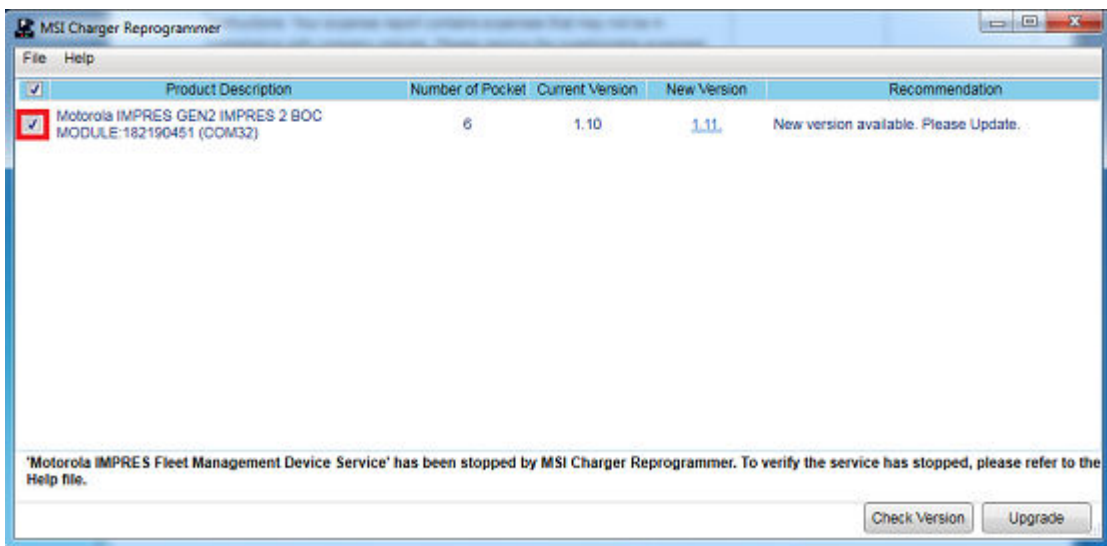 MSI Charger Reprogrammer
File Help
Product Description Number of Pocket Current Version New Version Recommendation
Motorola IMPRES GEN2 IMPRES 2 BOC
MODULE:182190451 (COM32) 6 1.10 1.11. New version available. Please Update.
'Motorola IMPRES Fleet Management Device Service' has been stopped by MSI Charger Reprogrammer. To verify the service has stopped, please refer to the
Help file.
Check Version Upgrade